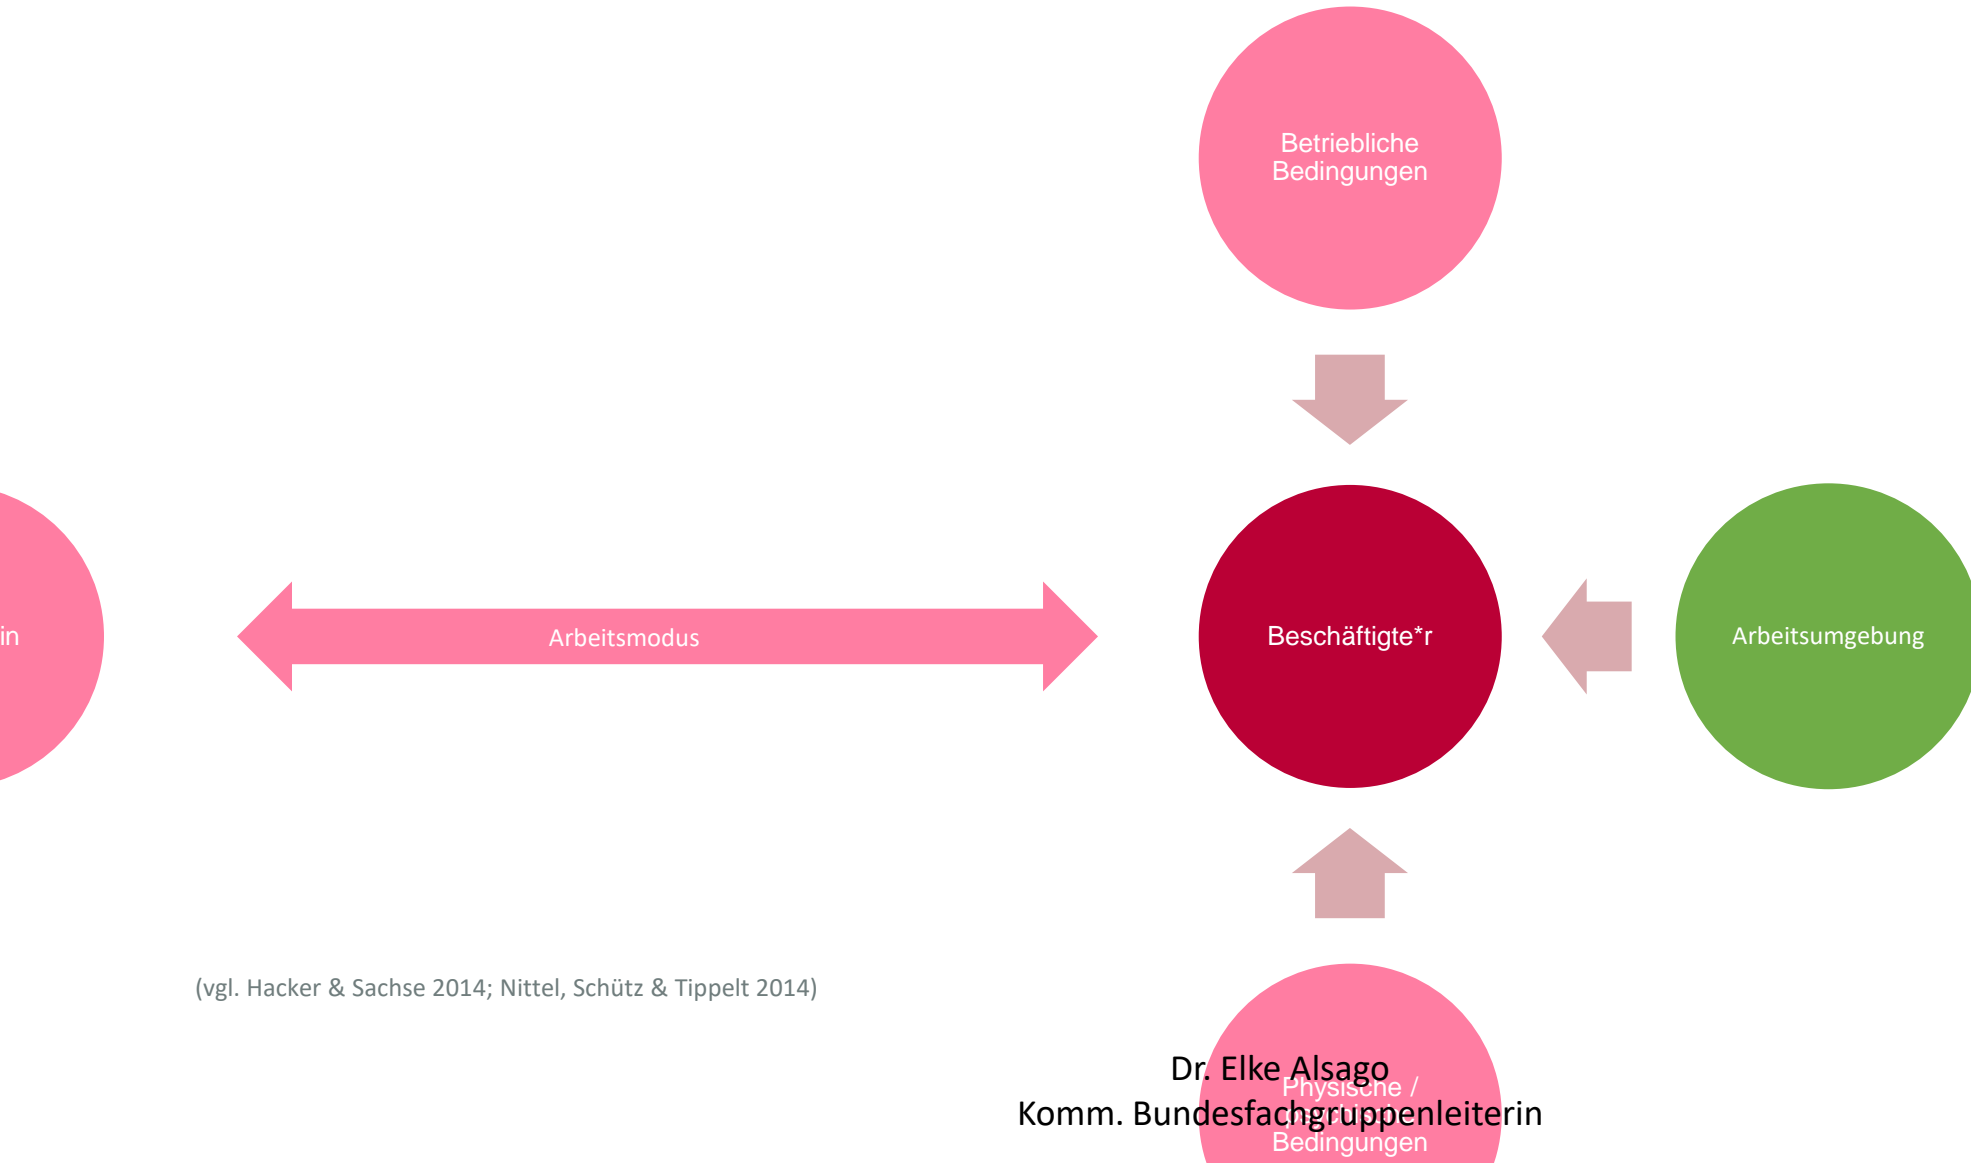 Betriebliche
Bedingungen
in
Arbeitsmodus
Beschäftigte*r
Arbeitsumgebung
(vgl. Hacker & Sachse 2014; Nittel, Schütz & Tippelt 2014)
Dr. Elke Alsago
Komm. Bundesfachgruppenleiterin
Physische /
psychische
Bedingungen